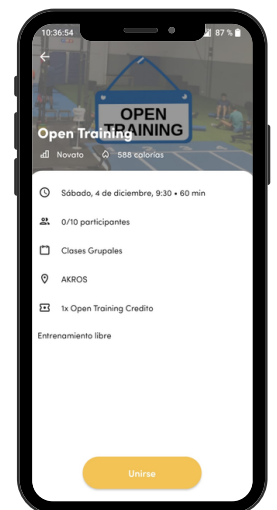 10:36:54
87 %
OPEN
TRAINING
Open Training
Novato
588 calorías
Sábado, 4 de diciembre, 9:30 • 60 min
0/10 participantes
Clases Grupales
AKROS
1x Open Training Credito
Entrenamiento libre
Unirse